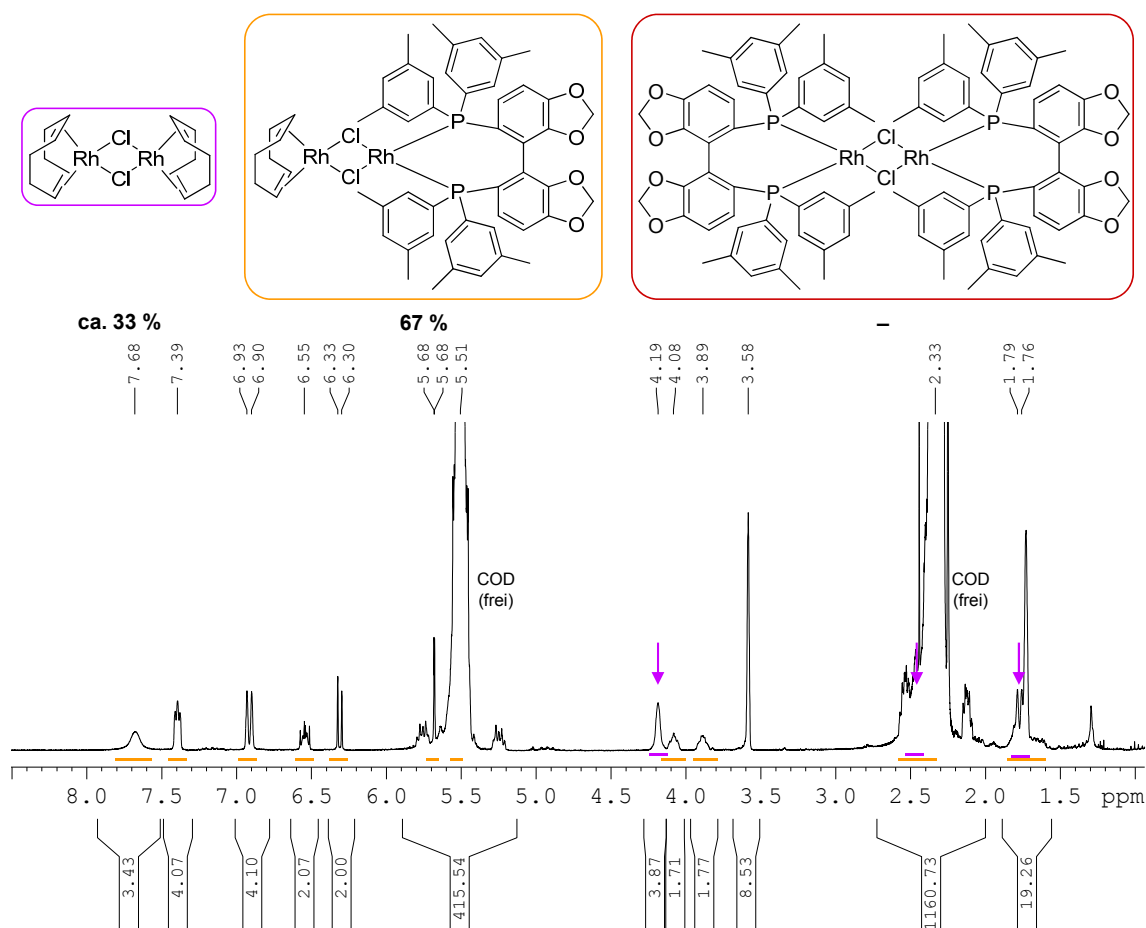 Cl
Rh Rh
Cl
Cl
Rh Rh
Cl
P
P
O
O
O
O
O
O
O
O
P
P
Cl
Rh Rh
Cl
P
P
O
O
O
O
ca. 33 %
67 %
–
7.68
7.39
6.93
6.90
6.55
6.33
6.30
5.68
5.68
5.51
4.19
4.08
3.89
3.58
2.33
1.79
1.76
COD
(frei)
COD
(frei)
8.0 7.5 7.0 6.5 6.0 5.5 5.0 4.5 4.0 3.5 3.0 2.5 2.0 1.5 ppm
3.43
4.07
4.10
2.07
2.00
415.54
3.87
1.71
1.77
8.53
1160.73
19.26